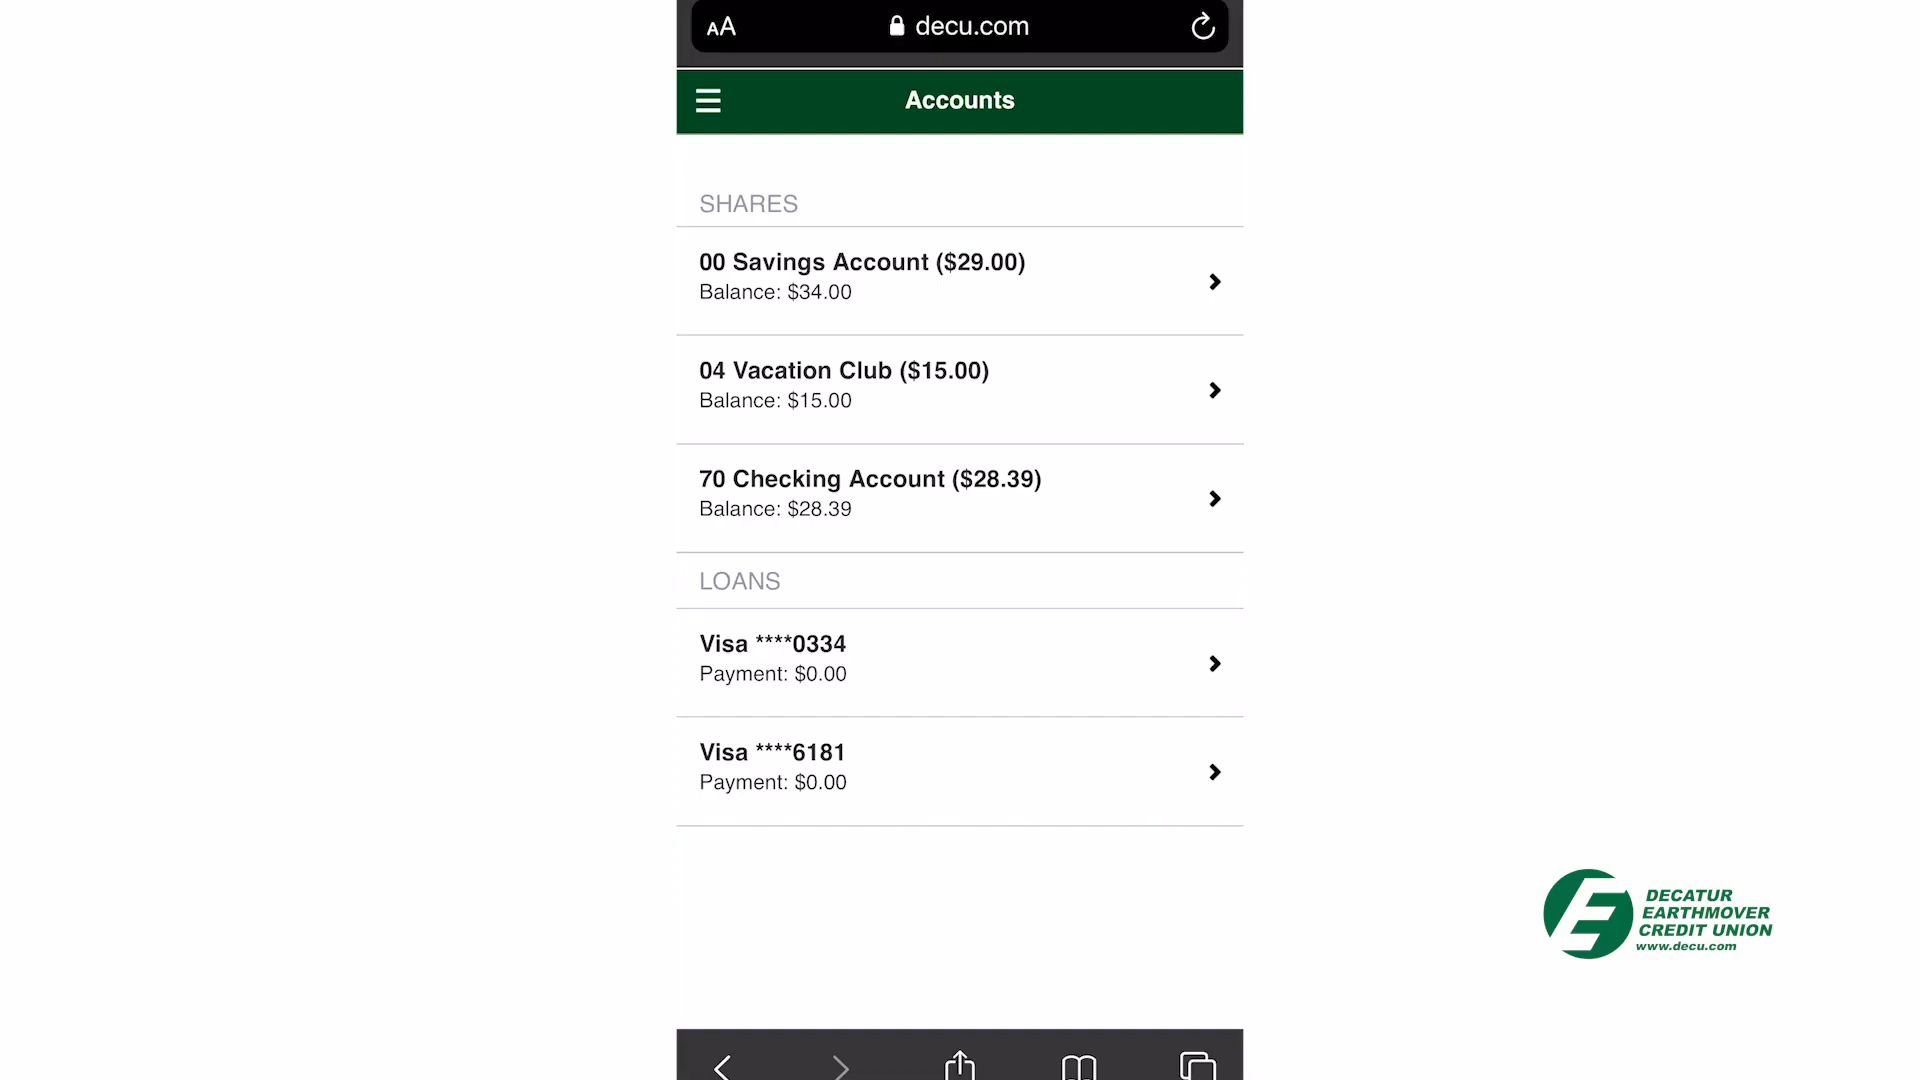 AA
decu.com
Accounts
SHARES
00 Savings Account ($29.00)
Balance: $34.00
04 Vacation Club ($15.00)
Balance: $15.00
70 Checking Account ($28.39)
Balance: $28.39
LOANS
Visa ****0334
Payment: $0.00
Visa ****6181
Payment: $0.00
DECATUR
EARTHMOVER
CREDIT UNION
www.decu.com